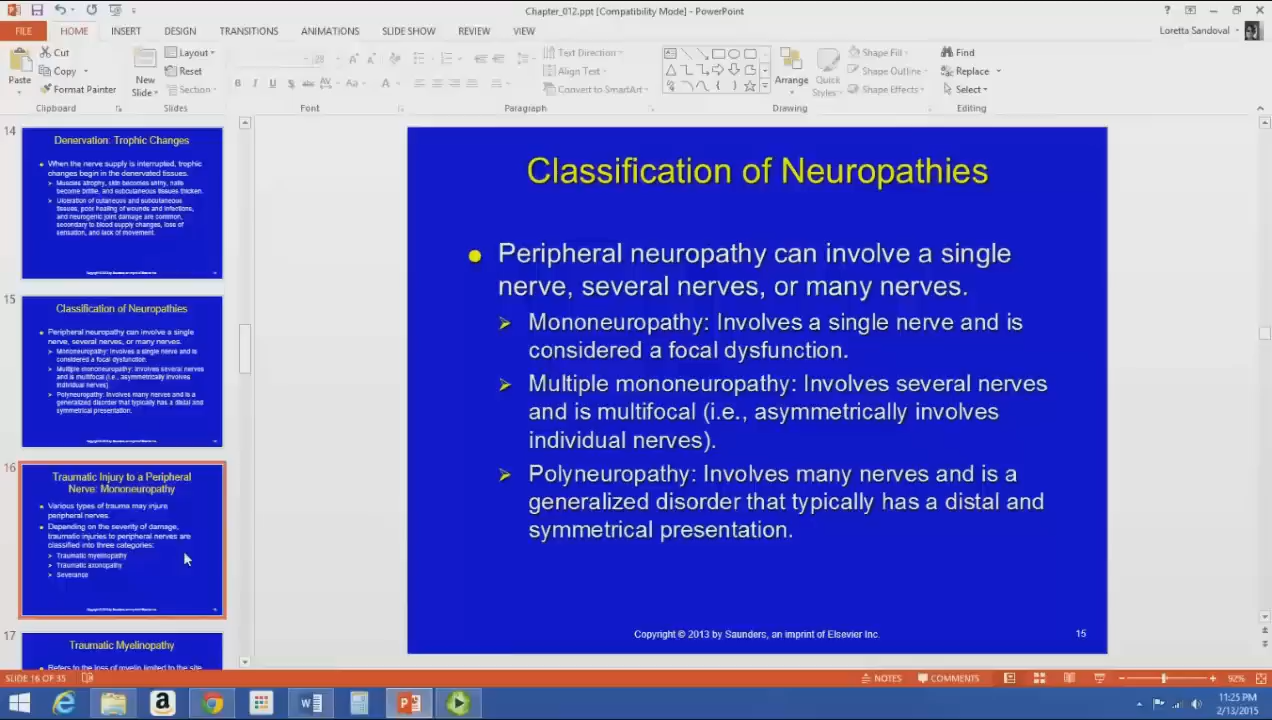 Chapter_012.ppt [Compatibility Mode] - PowerPoint
FILE HOME INSERT DESIGN TRANSITIONS ANIMATIONS SLIDE SHOW REVIEW VIEW Loretta Sandoval
Paste
Cut
Copy
Format Painter
Clipboard
New
Slide
Layout
Reset
Section
Slides
Font
Text Direction
Align Text
Convert to SmartArt
Paragraph
Arrange
Quick
Styles
Shape Fill
Shape Outline
Shape Effects
Drawing
Find
Replace
Select
Editing
14
Denervation: Trophic Changes
When the nerve supply is interrupted, trophic
changes begin in the denervated tissues.
Muscles atrophy, skin becomes shiny, nails
become brittle, and subcutaneous tissues thicken.
Ulceration of cutaneous and subcutaneous
tissues, poor healing of wounds and infections,
and neurogenic joint damage are common,
secondary to blood supply changes, loss of
sensation, and lack of movement.
15
Classification of Neuropathies
Peripheral neuropathy can involve a single
nerve, several nerves, or many nerves.
Mononeuropathy: Involves a single nerve and is
considered a focal dysfunction.
Multiple mononeuropathy: Involves several nerves
and is multifocal (i.e., asymmetrically involves
individual nerves).
Polyneuropathy: Involves many nerves and is a
generalized disorder that typically has a distal and
symmetrical presentation.
16
Traumatic Injury to a Peripheral
Nerve: Mononeuropathy
Various types of trauma may injure
peripheral nerves.
Depending on the severity of damage,
traumatic injuries to peripheral nerves are
classified into three categories:
Traumatic myelinopathy
Traumatic axonopathy
Severance
17
Traumatic Myelinopathy
Refers to the loss of myelin limited to the site
Classification of Neuropathies
Peripheral neuropathy can involve a single
nerve, several nerves, or many nerves.
Mononeuropathy: Involves a single nerve and is
considered a focal dysfunction.
Multiple mononeuropathy: Involves several nerves
and is multifocal (i.e., asymmetrically involves
individual nerves).
Polyneuropathy: Involves many nerves and is a
generalized disorder that typically has a distal and
symmetrical presentation.
Copyright © 2013 by Saunders, an imprint of Elsevier Inc.
15
SLIDE 16 OF 35
NOTES COMMENTS 92%
11:25 PM
2/13/2015